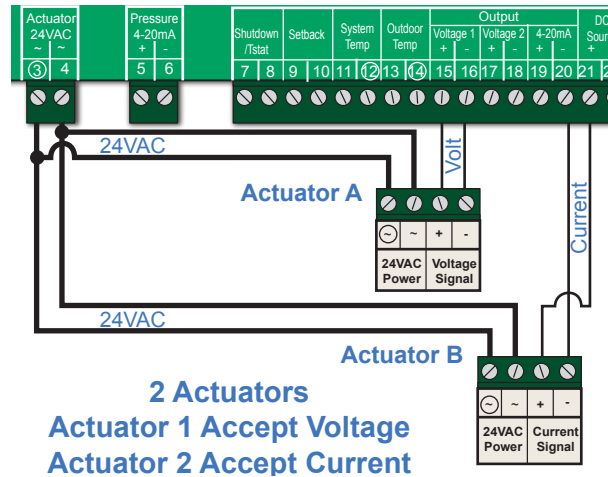 Actuator
24VAC
~ ~
3 4
Pressure
4-20mA
+ -
5 6
Shutdown
/Tstat
Setback
System
Temp
Outdoor
Temp
Output
Voltage 1 Voltage 2 4-20mA
+ - + - + -
DC
Sour
+
7 8 9 10 11 12 13 14 15 16 17 18 19 20 21 2
24VAC
Volt
Current
Actuator A
~ ~ + -
24VAC Voltage
Power Signal
24VAC
Actuator B
~ ~ + -
24VAC Current
Power Signal
2 Actuators
Actuator 1 Accept Voltage
Actuator 2 Accept Current